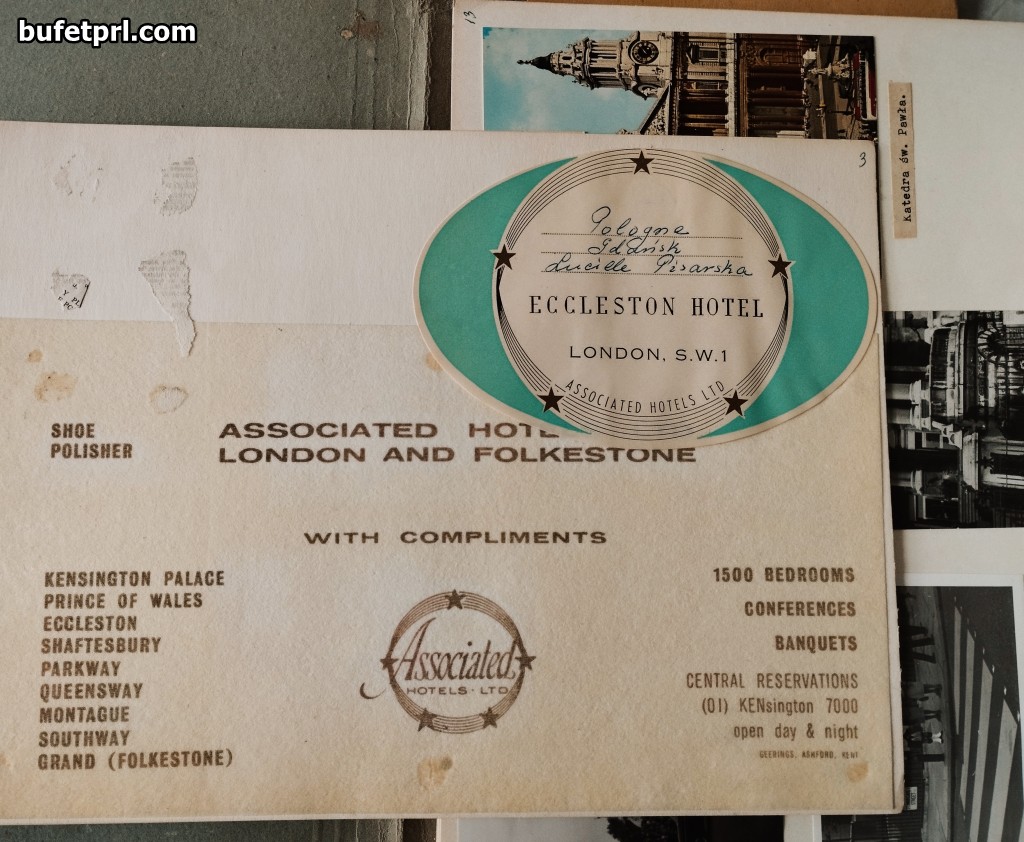 bufetprl.com
13
Katedra św. Pawła.
3
Pologne
Gdańsk
Lucille Pisarska
ECCLESTON HOTEL
LONDON, S.W.1
ASSOCIATED HOTELS LTD
SHOE
POLISHER
ASSOCIATED HOTE
LONDON AND FOLKESTONE
WITH COMPLIMENTS
KENSINGTON PALACE
PRINCE OF WALES
ECCLESTON
SHAFTESBURY
PARKWAY
QUEENSWAY
MONTAGUE
SOUTHWAY
GRAND (FOLKESTONE)
Associated
HOTELS · LTD.
1500 BEDROOMS
CONFERENCES
BANQUETS
CENTRAL RESERVATIONS
(01) KENsington 7000
open day & night
GEERINGS, ASHFORD, KENT